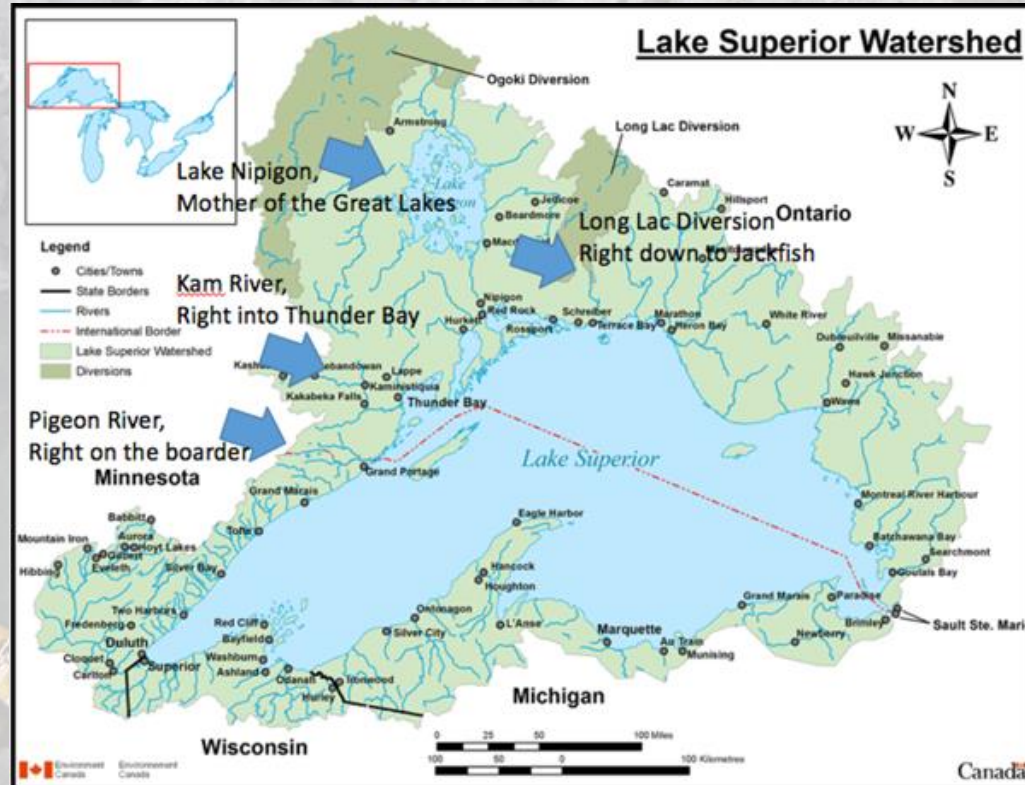 Lake Superior Watershed
Ogoki Diversion
N
W E
S
Armstrong
Long Lac Diversion
Lake Nipigon,
Mother of the Great Lakes
Lake
Caramat
Hillsport
Jellicoe
Beardmore
Long Lac Diversion
Right down to Jackfish
Ontario
Legend
Cities/Towns
State Borders
Rivers
International Border
Lake Superior Watershed
Diversions
Kam River,
Right into Thunder Bay
Nipigon
Red Rock
Hurkett
Rossport
Schreiber
Terrace Bay
Marathon
Heron Bay
White River
Dubreuilville
Missanabie
Hawk Junction
Wawa
Lappe
Kaministiquia
Kakabeka Falls
Thunder Bay
Pigeon River,
Right on the boarder
Minnesota
Grand Portage
Lake Superior
Grand Marais
Tofte
Silver Bay
Babbitt
Aurora
Hoyt Lakes
Mountain Iron
Gilbert
Eveleth
Hibbing
Two Harbors
Fredenberg
Duluth
Superior
Cloquet
Carlton
Eagle Harbor
Hancock
Houghton
Ontonagon
Silver City
L'Anse
Red Cliff
Bayfield
Washburn
Ashland
Odanah
Ironwood
Hurley
Marquette
Au Train
Munising
Grand Marais
Newberry
Paradise
Brimley
Sault Ste. Mari
Montreal River Harbour
Batchawana Bay
Searchmont
Goulais Bay
Michigan
Wisconsin
0 25 50 100 Miles
100 50 0 100 Kilometres
Environment Canada
Environnement Canada
Canada